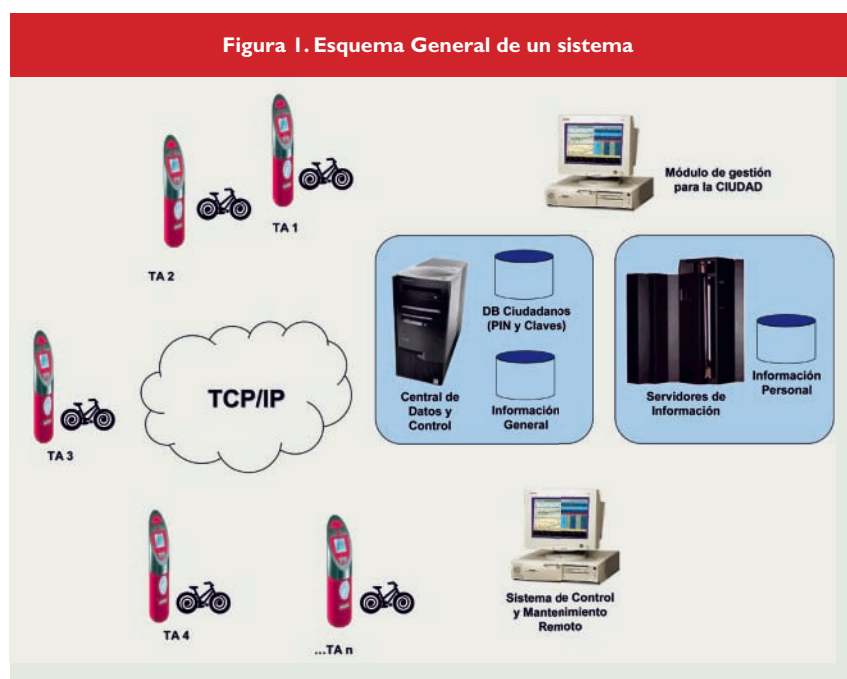 Figura 1. Esquema General de un sistema
TA 1
TA 2
Módulo de gestión
para la CIUDAD
DB Ciudadanos
(PIN y Claves)
Central de
Datos y
Control
Información
General
Servidores de
Información
Información
Personal
TCP/IP
TA 3
TA 4
...TA n
Sistema de Control
y Mantenimiento
Remoto